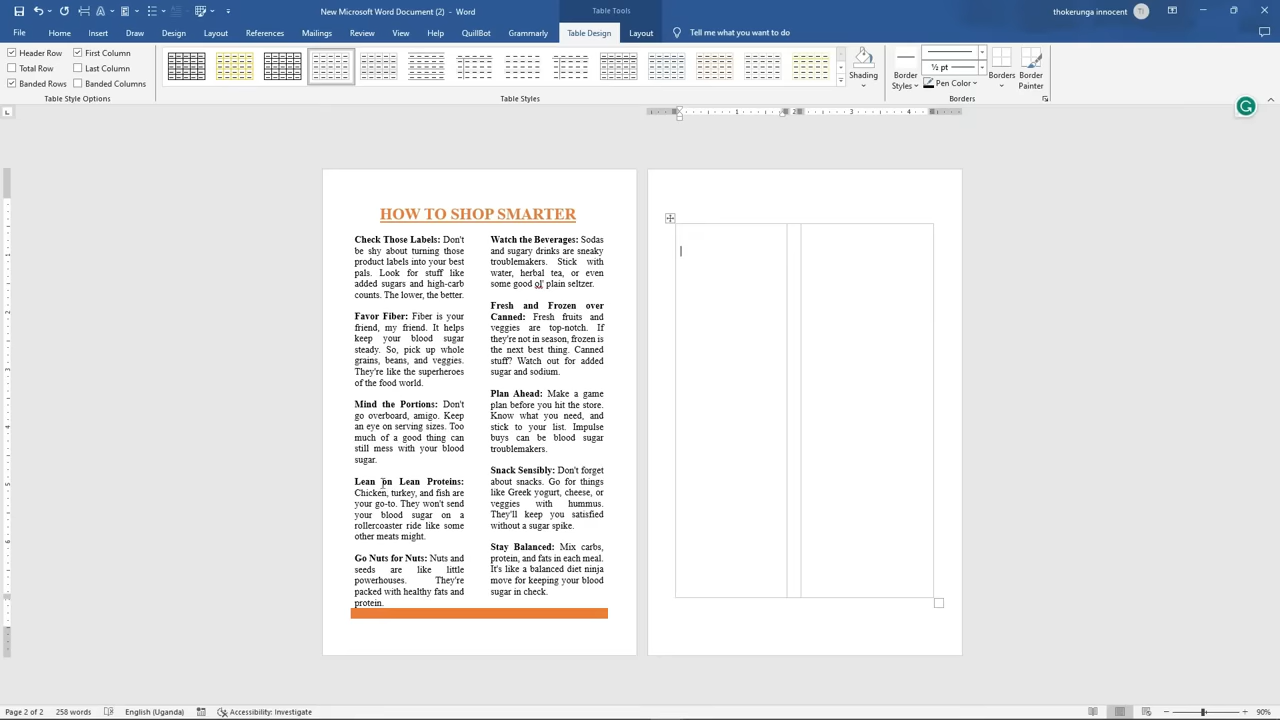 New Microsoft Word Document (2) - Word
Table Tools
thokerunga innocent
TI
File
Home
Insert
Draw
Design
Layout
References
Mailings
Review
View
Help
QuillBot
Grammarly
Table Design
Layout
Tell me what you want to do
Header Row
First Column
Total Row
Last Column
Banded Rows
Banded Columns
Table Style Options
Table Styles
Shading
Border
Styles
½ pt
Pen Color
Borders
Border
Painter
Borders
HOW TO SHOP SMARTER
Check Those Labels: Don't
be shy about turning those
product labels into your best
pals. Look for stuff like
added sugars and high-carb
counts. The lower, the better.
Favor Fiber: Fiber is your
friend, my friend. It helps
keep your blood sugar
steady. So, pick up whole
grains, beans, and veggies.
They're like the superheroes
of the food world.
Mind the Portions: Don't
go overboard, amigo. Keep
an eye on serving sizes. Too
much of a good thing can
still mess with your blood
sugar.
Lean on Lean Proteins:
Chicken, turkey, and fish are
your go-to. They won't send
your blood sugar on a
rollercoaster ride like some
other meats might.
Go Nuts for Nuts: Nuts and
seeds are like little
powerhouses. They're
packed with healthy fats and
protein.
Watch the Beverages: Sodas
and sugary drinks are sneaky
troublemakers. Stick with
water, herbal tea, or even
some good ol' plain seltzer.
Fresh and Frozen over
Canned: Fresh fruits and
veggies are top-notch. If
they're not in season, frozen is
the next best thing. Canned
stuff? Watch out for added
sugar and sodium.
Plan Ahead: Make a game
plan before you hit the store.
Know what you need, and
stick to your list. Impulse
buys can be blood sugar
troublemakers.
Snack Sensibly: Don't forget
about snacks. Go for things
like Greek yogurt, cheese, or
veggies with hummus.
They'll keep you satisfied
without a sugar spike.
Stay Balanced: Mix carbs,
protein, and fats in each meal.
It's like a balanced diet ninja
move for keeping your blood
sugar in check.
Page 2 of 2
258 words
English (Uganda)
Accessibility: Investigate
90%